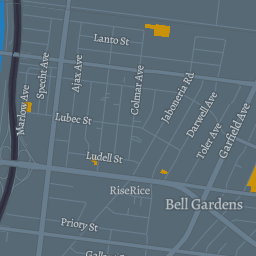 Lanto St
Specht Ave
Ajax Ave
Colmar Ave
Jaboneria Rd
Marlow Ave
Darwell Ave
Garfield Ave
Lubec St
Toler Ave
Ludell St
RiseRice
Bell Gardens
Priory St